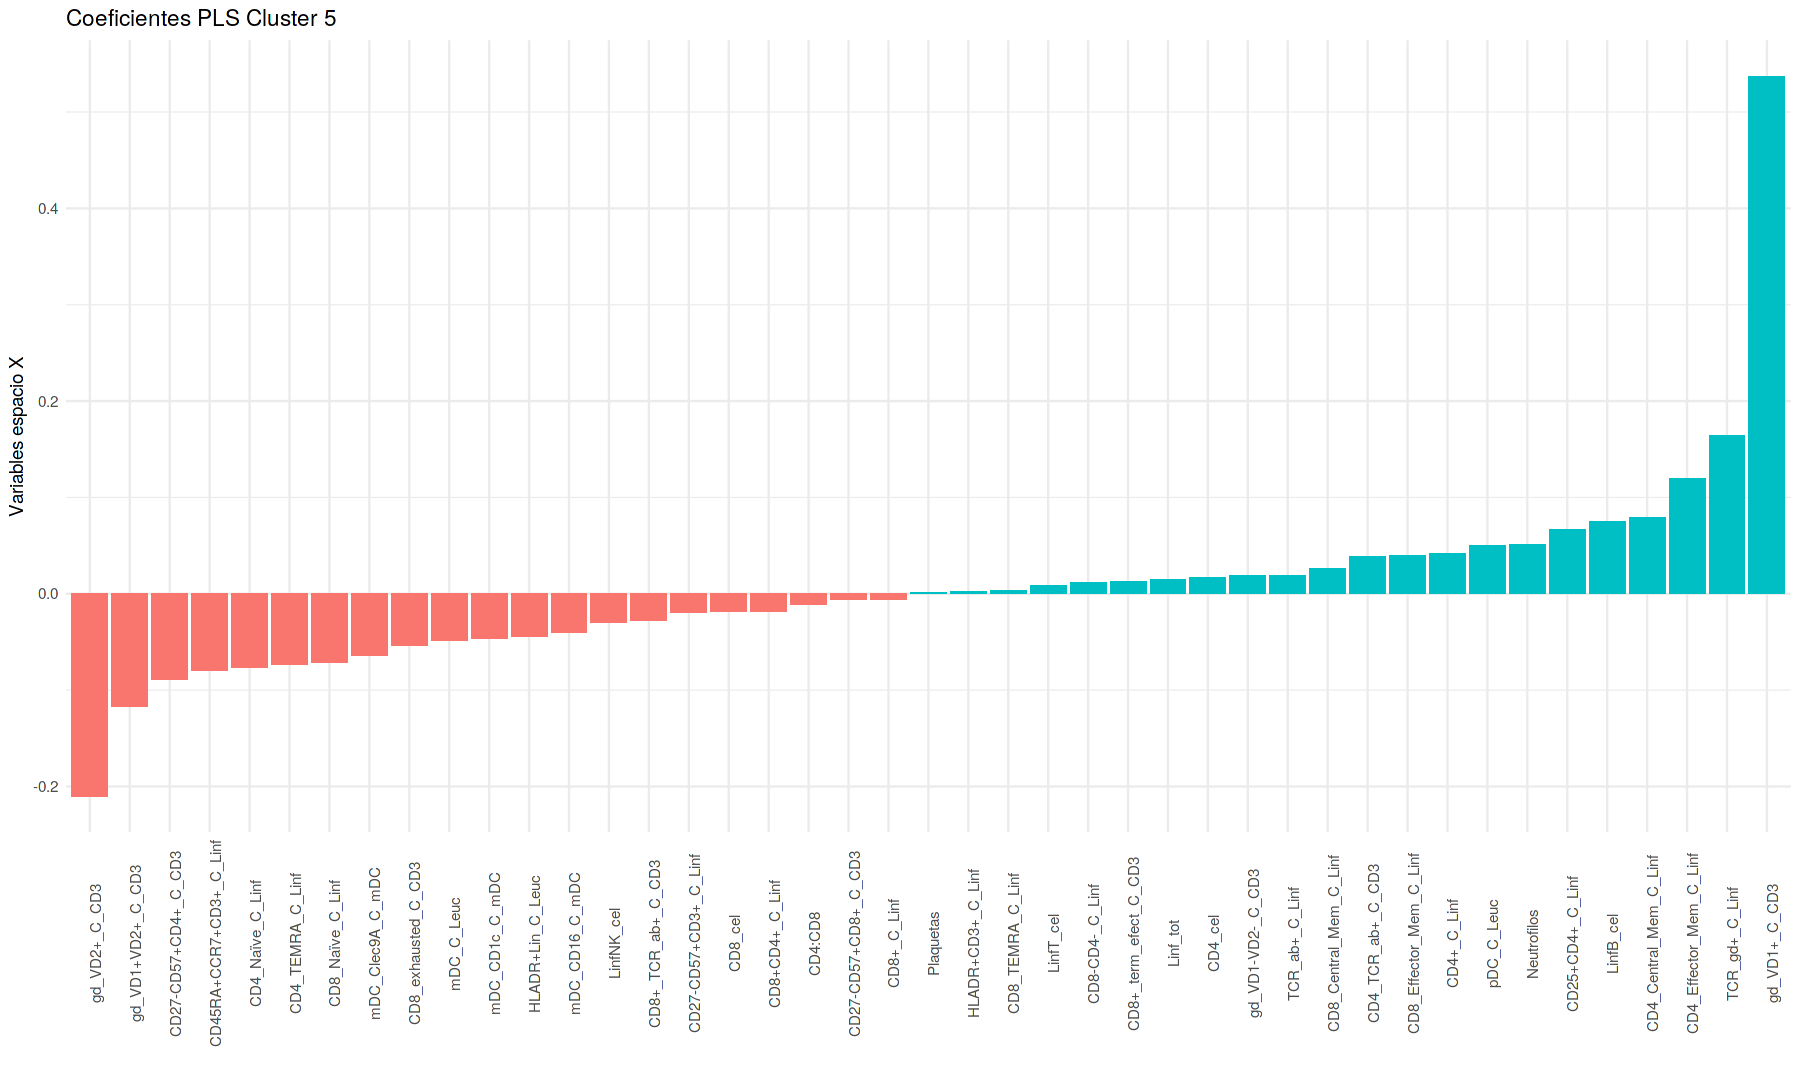 Coeficientes PLS Cluster 5
Variables espacio X
0.4
0.2
0.0
-0.2
gd_VD2+_C_CD3
gd_VD1+VD2+_C_CD3
CD27-CD57+CD4+_C_CD3
CD45RA+CCR7+CD3+_C_Linf
CD4_Naïve_C_Linf
CD4_TEMRA_C_Linf
CD8_Naïve_C_Linf
mDC_Clec9A_C_mDC
CD8_exhausted_C_CD3
mDC_C_Leuc
mDC_CD1c_C_mDC
HLADR+Lin_C_Leuc
mDC_CD16_C_mDC
LinfNK_cel
CD8+_TCR_ab+_C_CD3
CD27-CD57+CD3+_C_Linf
CD8_cel
CD8+CD4+_C_Linf
CD4:CD8
CD27-CD57+CD8+_C_CD3
CD8+_C_Linf
Plaquetas
HLADR+CD3+_C_Linf
CD8_TEMRA_C_Linf
LinfT_cel
CD8-CD4-_C_Linf
CD8+_term_efect_C_CD3
Linf_tot
CD4_cel
gd_VD1-VD2-_C_CD3
TCR_ab+_C_Linf
CD8_Central_Mem_C_Linf
CD4_TCR_ab+_C_CD3
CD8_Effector_Mem_C_Linf
CD4+_C_Linf
pDC_C_Leuc
Neutrofilos
CD25+CD4+_C_Linf
LinfB_cel
CD4_Central_Mem_C_Linf
CD4_Effector_Mem_C_Linf
TCR_gd+_C_Linf
gd_VD1+_C_CD3